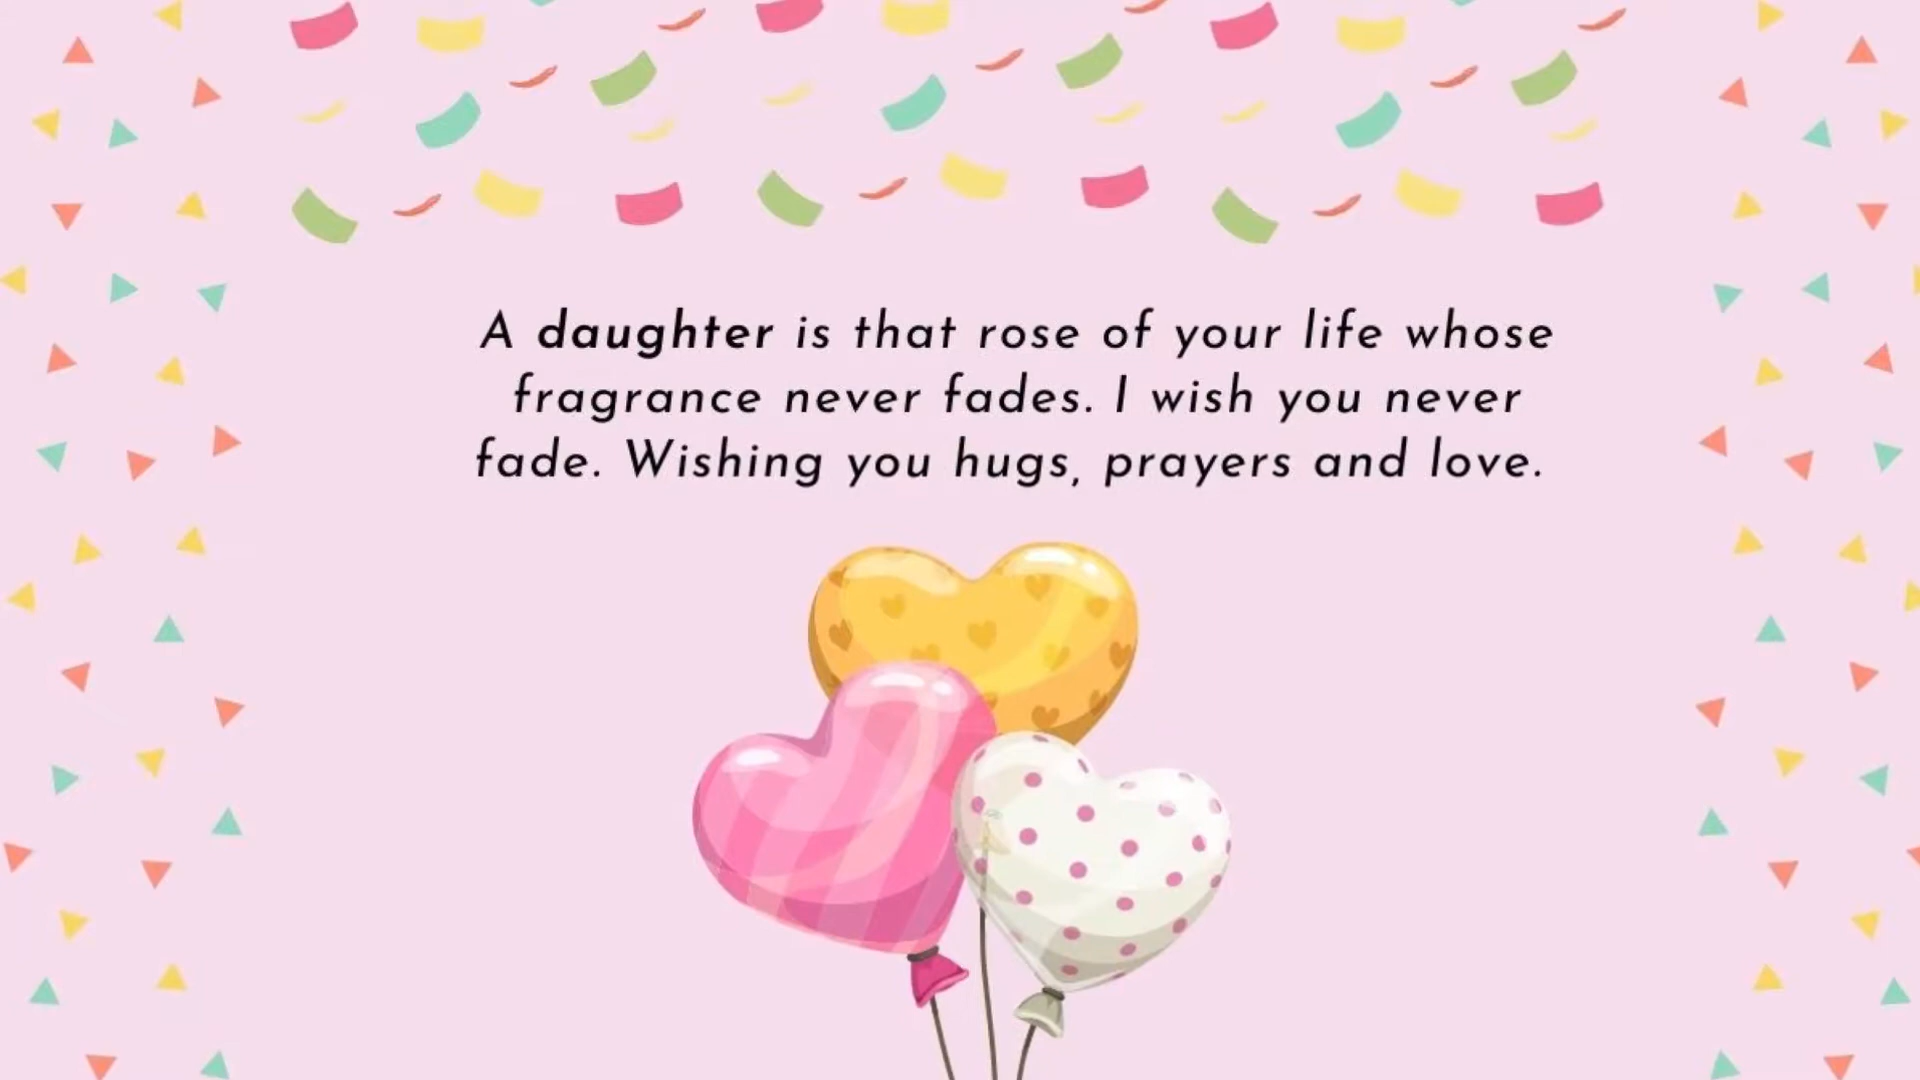 A daughter is that rose of your life whose
fragrance never fades. I wish you never
fade. Wishing you hugs, prayers and love.